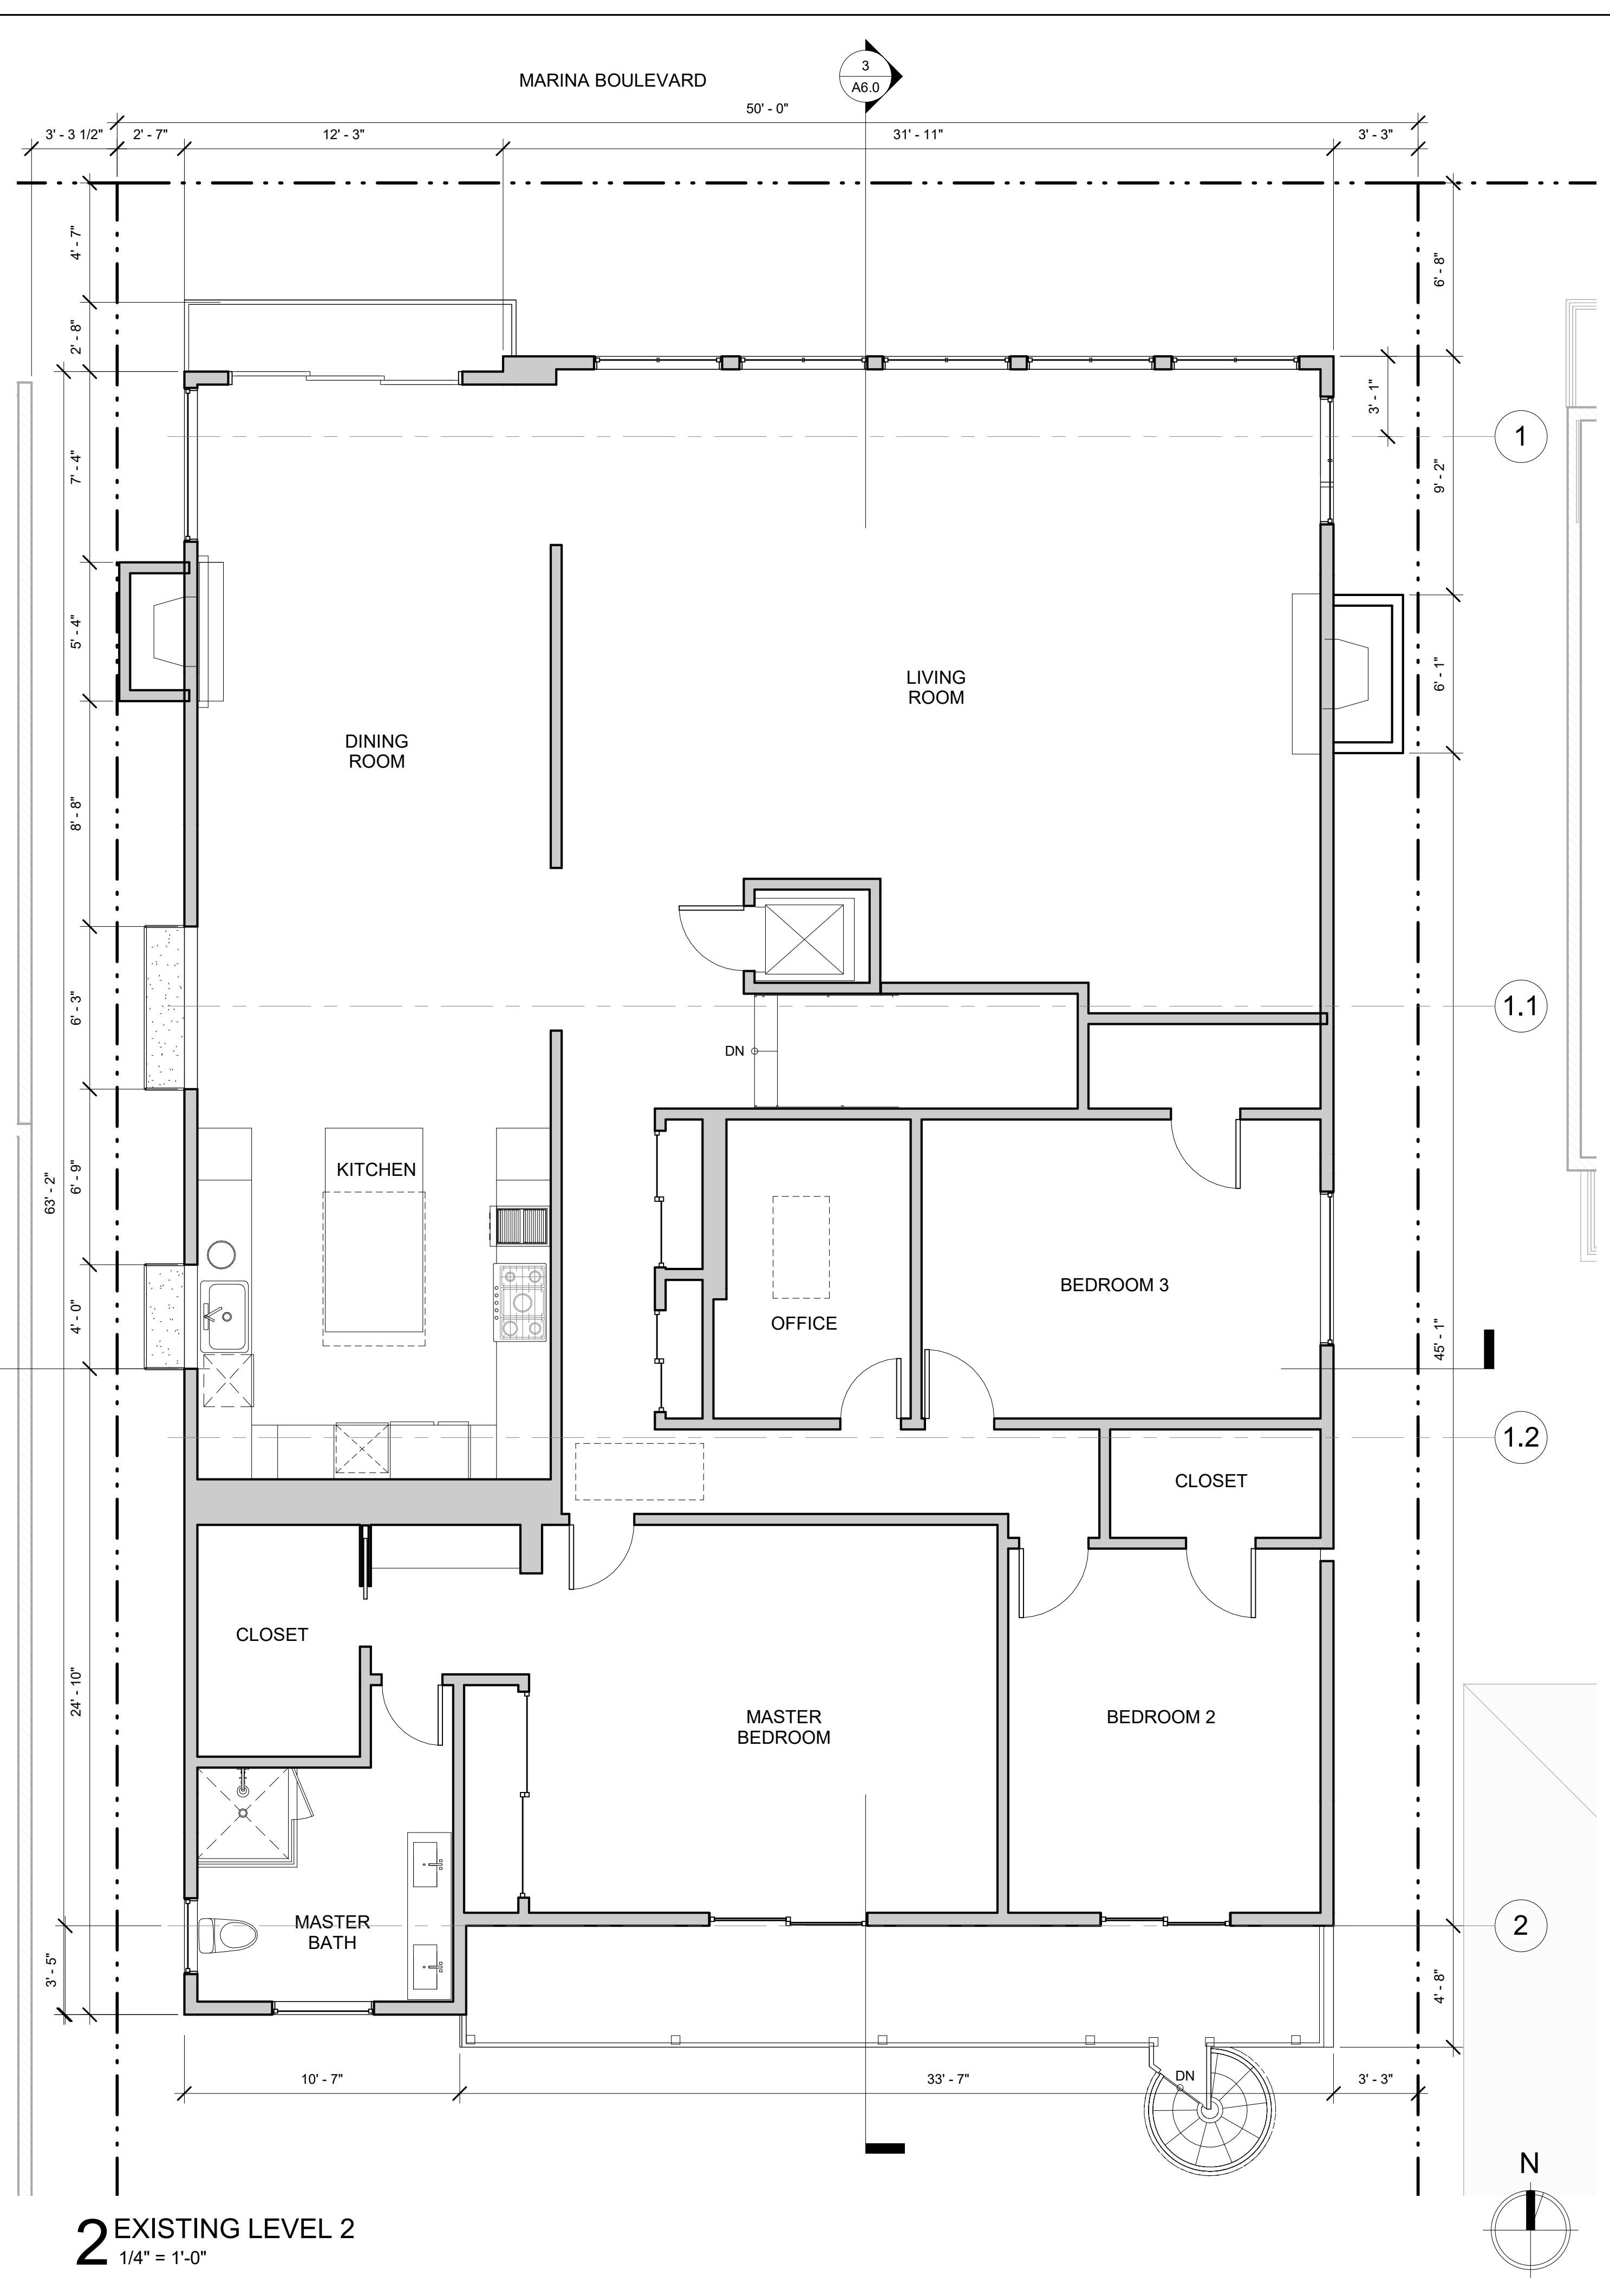 3
A6.0
MARINA BOULEVARD
50' - 0"
3' - 3 1/2"
2' - 7"
12' - 3"
31' - 11"
3' - 3"
4' - 7"
6' - 8"
2' - 8"
3' - 1"
1
7' - 4"
9' - 2"
5' - 4"
6' - 1"
LIVING
ROOM
DINING
ROOM
8' - 8"
6' - 3"
1.1
DN
63' - 2"
6' - 9"
KITCHEN
BEDROOM 3
4' - 0"
OFFICE
45' - 1"
1.2
CLOSET
CLOSET
24' - 10"
MASTER
BEDROOM
BEDROOM 2
MASTER
BATH
2
3' - 5"
4' - 8"
10' - 7"
33' - 7"
DN
3' - 3"
N
2 EXISTING LEVEL 2
1/4" = 1'-0"